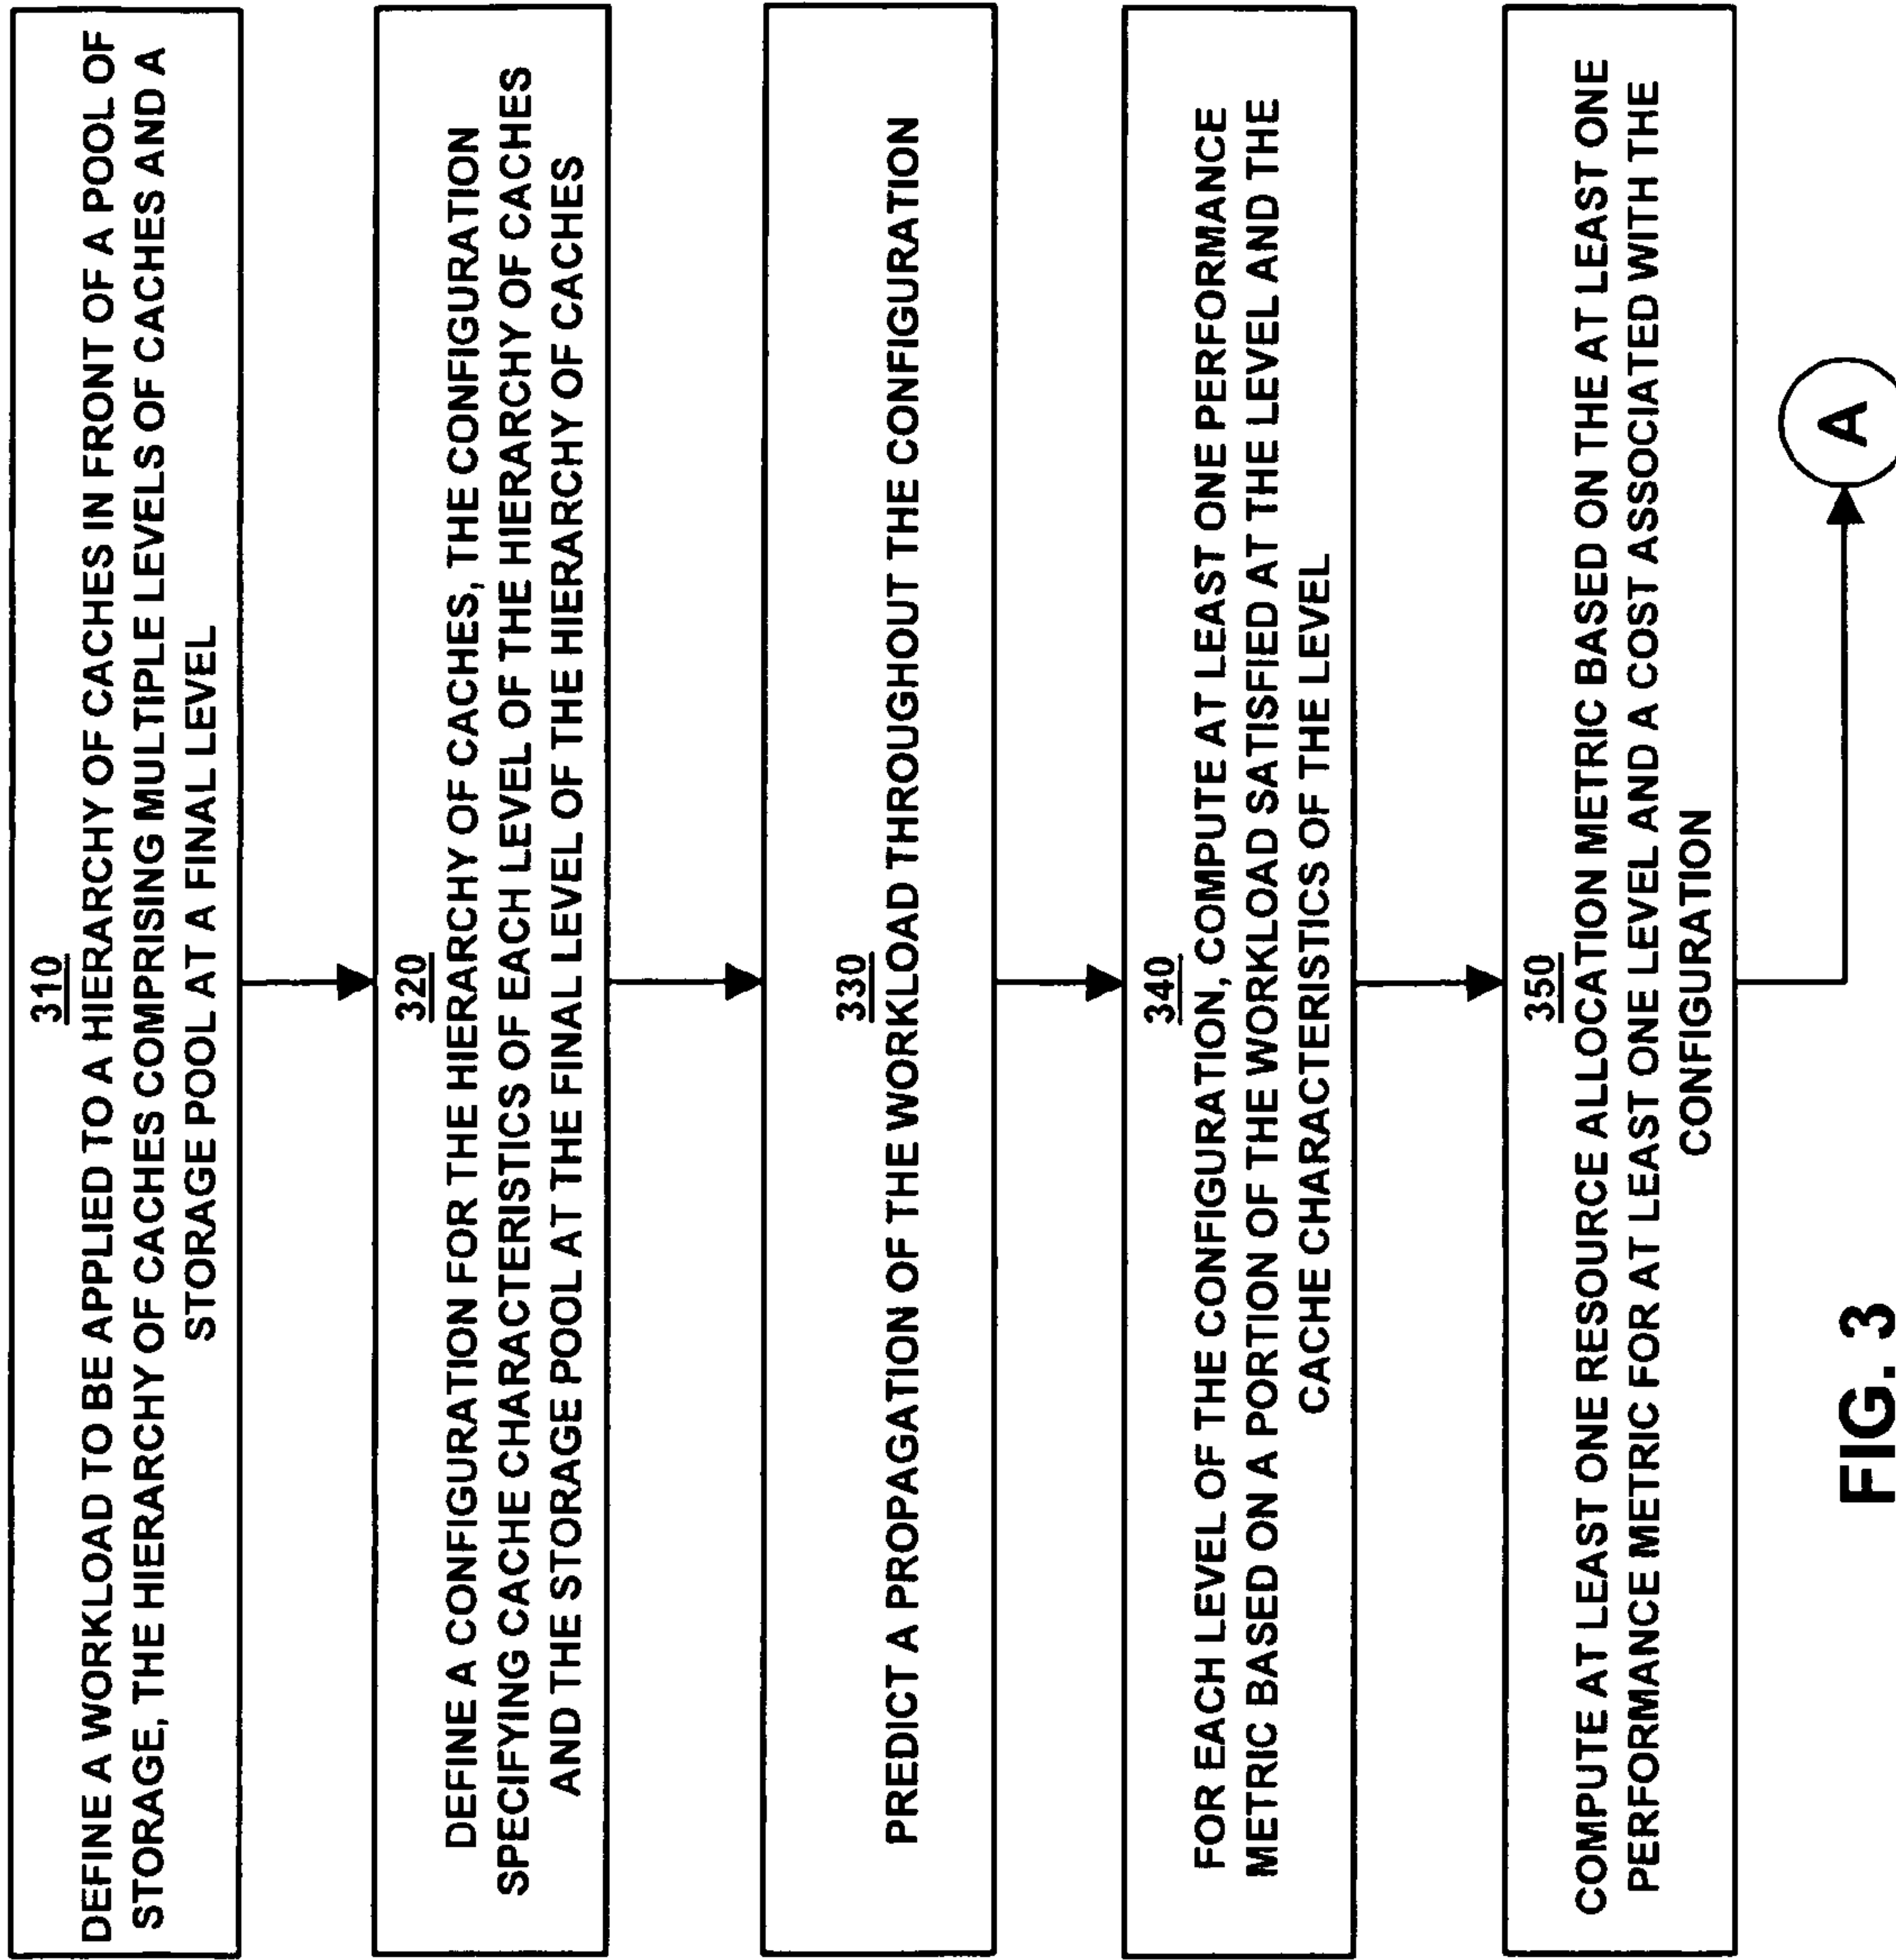 310
DEFINE A WORKLOAD TO BE APPLIED TO A HIERARCHY OF CACHES IN FRONT OF A POOL OF
STORAGE, THE HIERARCHY OF CACHES COMPRISING MULTIPLE LEVELS OF CACHES AND A
STORAGE POOL AT A FINAL LEVEL
320
DEFINE A CONFIGURATION FOR THE HIERARCHY OF CACHES, THE CONFIGURATION
SPECIFYING CACHE CHARACTERISTICS OF EACH LEVEL OF THE HIERARCHY OF CACHES
AND THE STORAGE POOL AT THE FINAL LEVEL OF THE HIERARCHY OF CACHES
330
PREDICT A PROPAGATION OF THE WORKLOAD THROUGHOUT THE CONFIGURATION
340
FOR EACH LEVEL OF THE CONFIGURATION, COMPUTE AT LEAST ONE PERFORMANCE
METRIC BASED ON A PORTION OF THE WORKLOAD SATISFIED AT THE LEVEL AND THE
CACHE CHARACTERISTICS OF THE LEVEL
350
COMPUTE AT LEAST ONE RESOURCE ALLOCATION METRIC BASED ON THE AT LEAST ONE
PERFORMANCE METRIC FOR AT LEAST ONE LEVEL AND A COST ASSOCIATED WITH THE
CONFIGURATION
A
FIG. 3